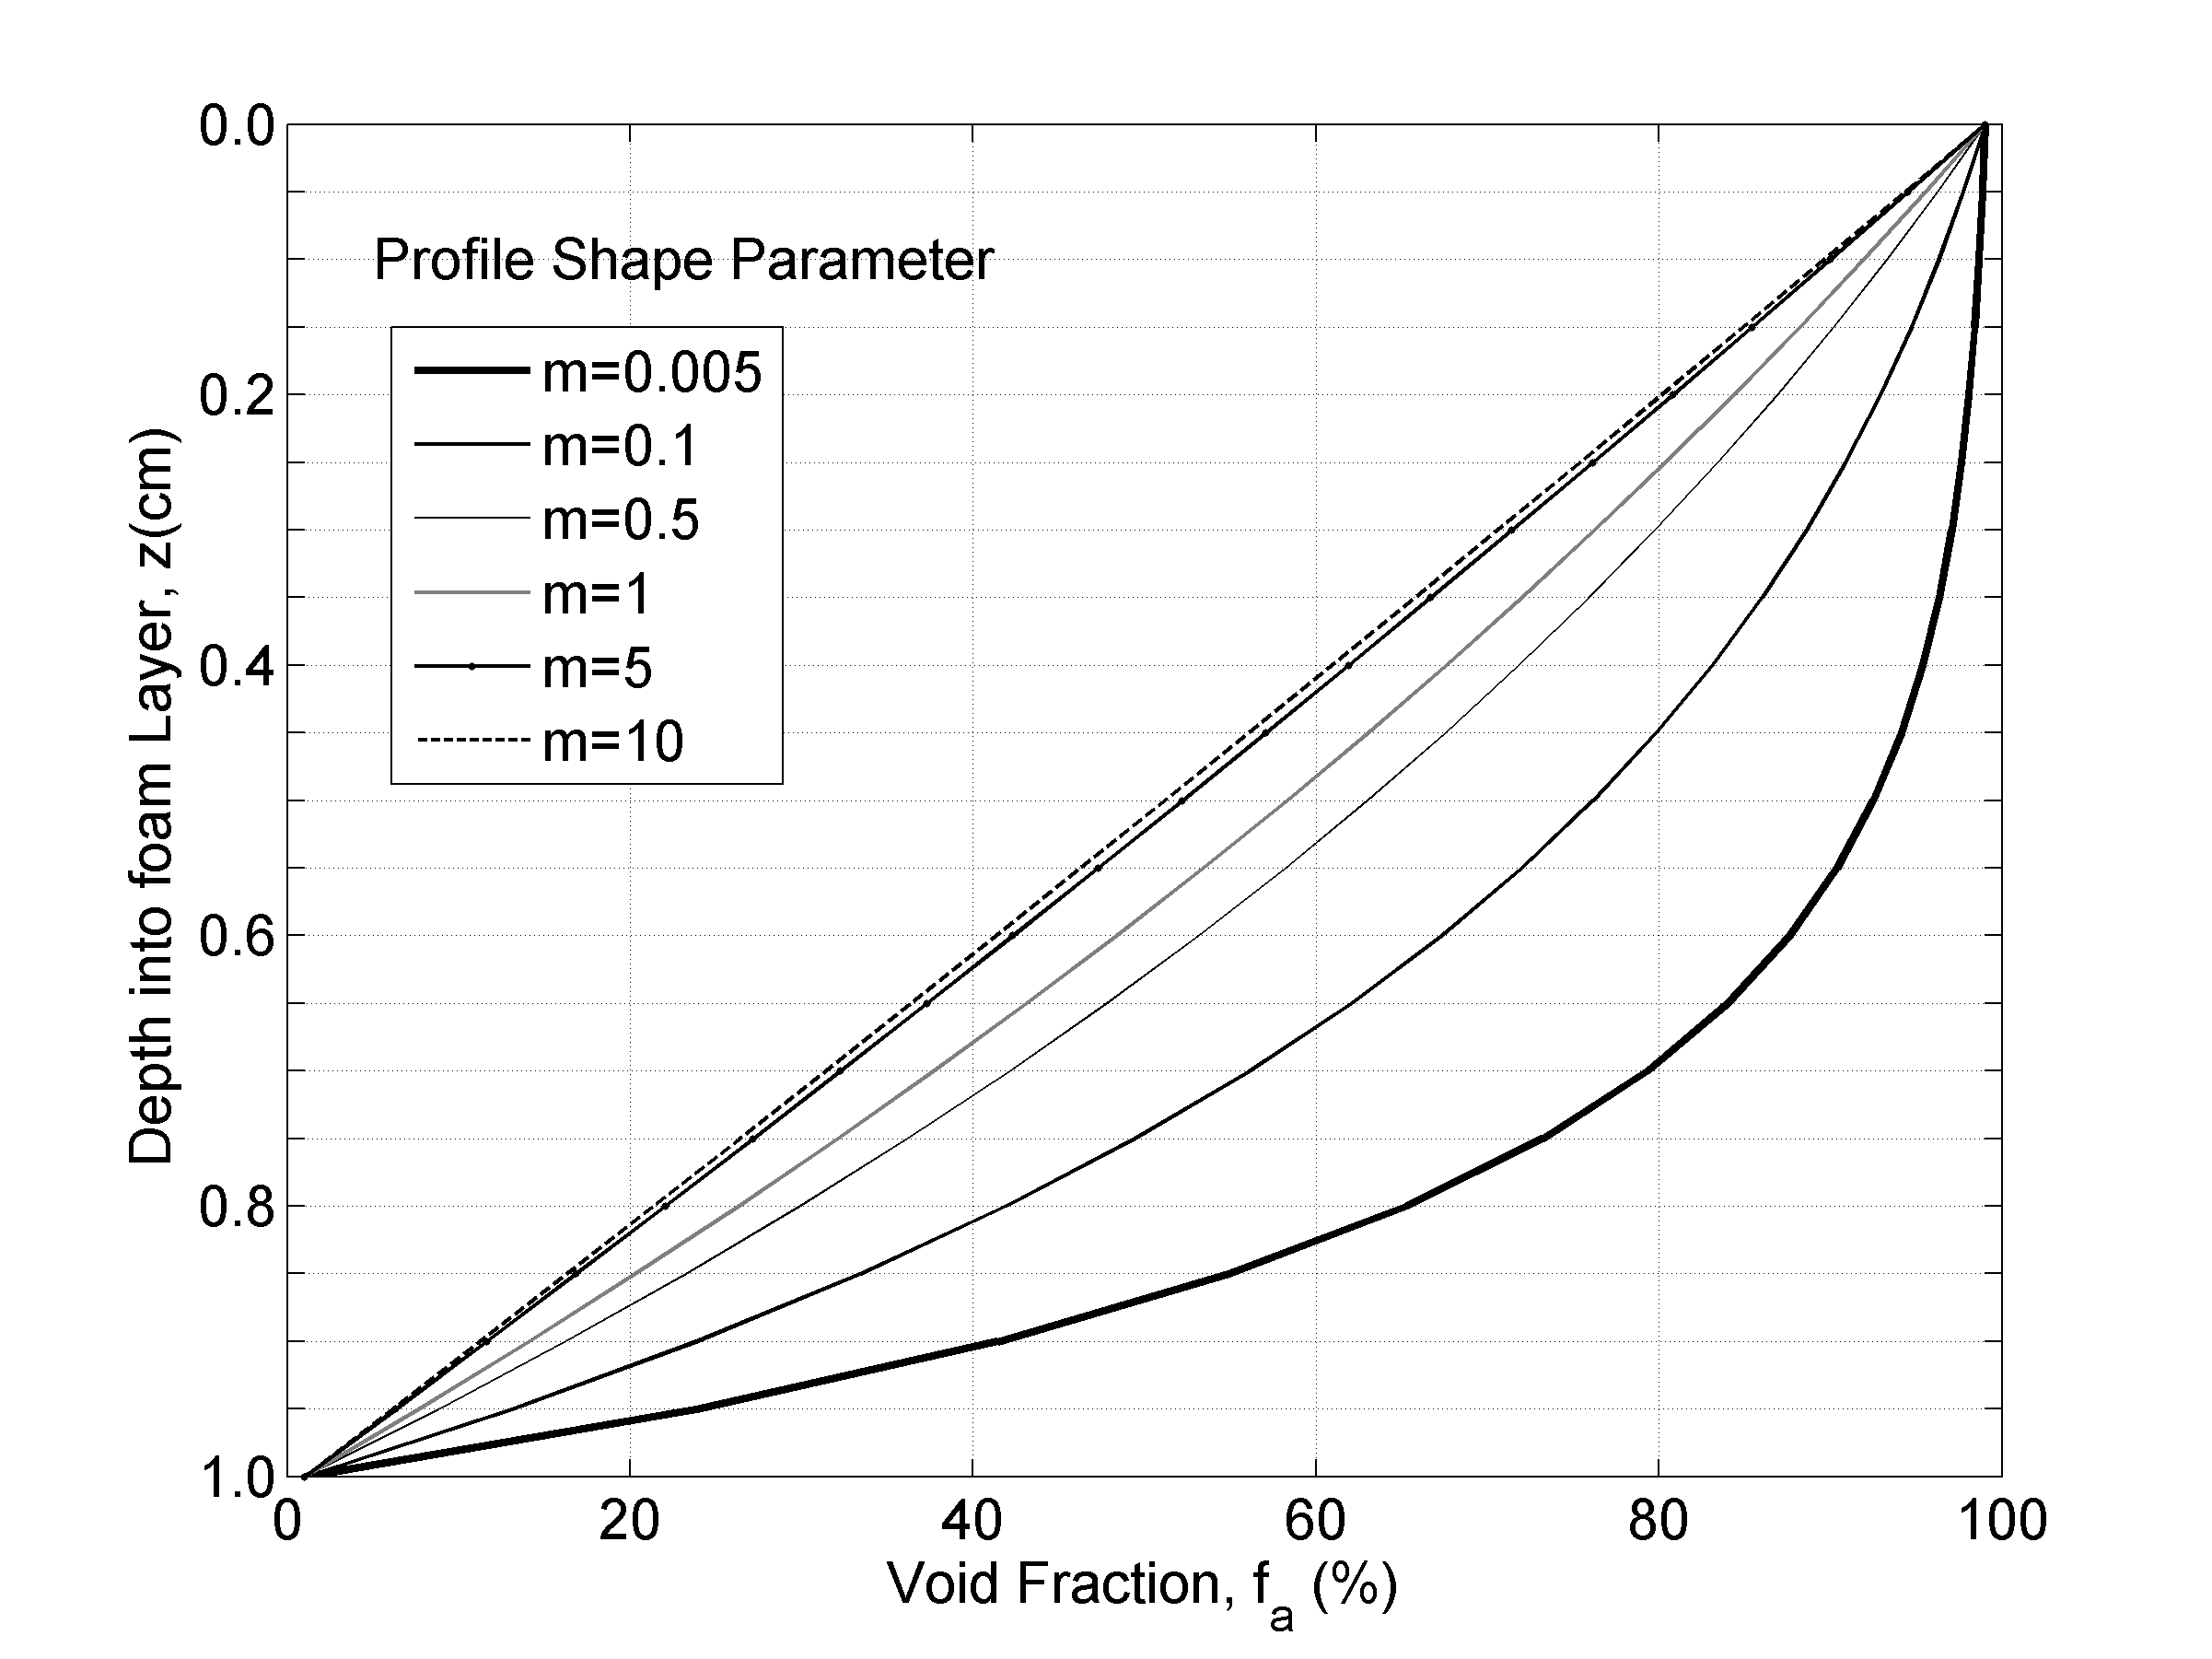 0.0
Profile Shape Parameter
m=0.005
0.2
m=0.1
m=0.5
m=1
0.4
m=5
m=10
Depth into foam Layer, z(cm)
0.6
0.8
1.0
0 20 40 60 80 100
Void Fraction, fₐ (%)